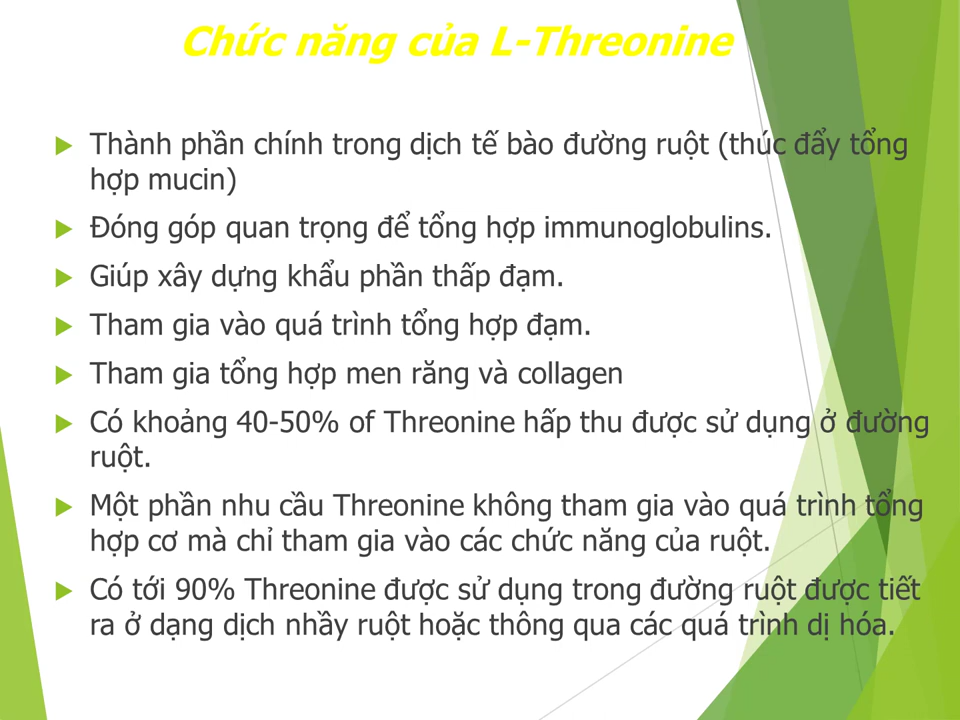 Chức năng của L-Threonine
Thành phần chính trong dịch tế bào đường ruột (thúc đẩy tổng
hợp mucin)
Đóng góp quan trọng để tổng hợp immunoglobulins.
Giúp xây dựng khẩu phần thấp đạm.
Tham gia vào quá trình tổng hợp đạm.
Tham gia tổng hợp men răng và collagen
Có khoảng 40-50% of Threonine hấp thu được sử dụng ở đường
ruột.
Một phần nhu cầu Threonine không tham gia vào quá trình tổng
hợp cơ mà chỉ tham gia vào các chức năng của ruột.
Có tới 90% Threonine được sử dụng trong đường ruột được tiết
ra ở dạng dịch nhầy ruột hoặc thông qua các quá trình dị hóa.